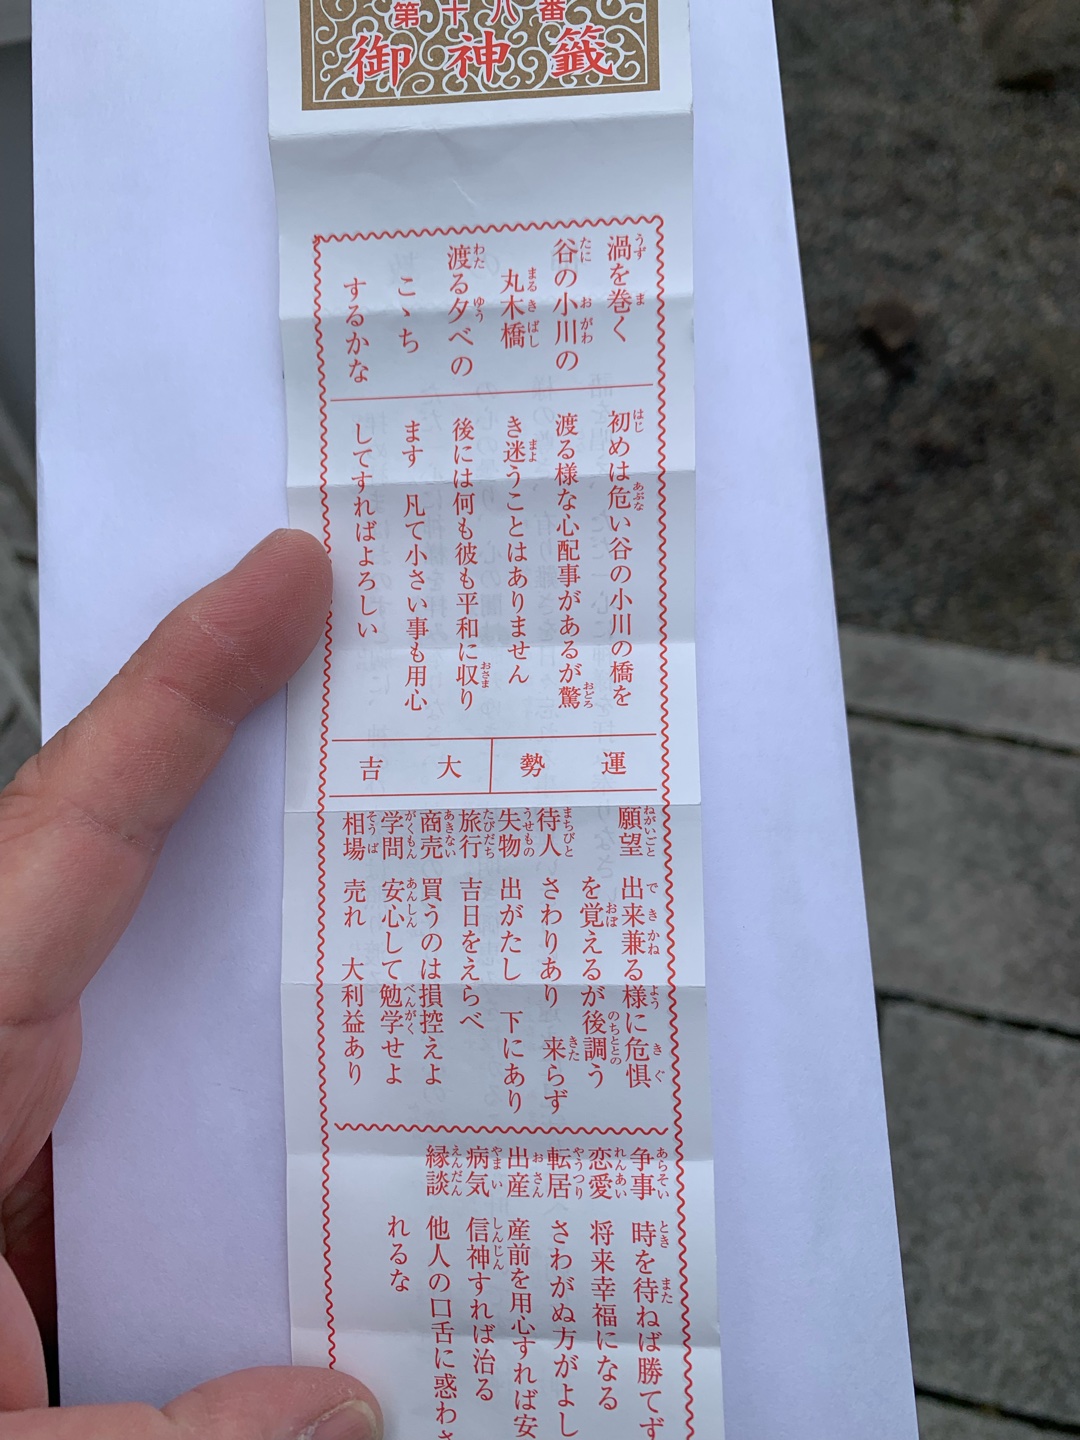 第十八番
御神籤
渦を巻く
谷の小川の
丸木橋
渡る夕べの
こゝち
するかな
初めは危い谷の小川の橋を
渡る様な心配事があるが驚
き迷うことはありません
後には何も彼も平和に収り
ます 凡て小さい事も用心
してすればよろしい
運勢 大吉
願望 出来兼る様に危惧
を覚えるが後調う
待人 さわりあり 来らず
失物 出がたし 下にあり
旅行 吉日をえらべ
商売 買うのは損控えよ
学問 安心して勉学せよ
相場 売れ 大利益あり
争事 時を待ねば勝てず
恋愛 将来幸福になる
転居 さわがぬ方がよし
出産 産前を用心すれば安
病気 信神すれば治る
縁談 他人の口舌に惑わさ
れるな